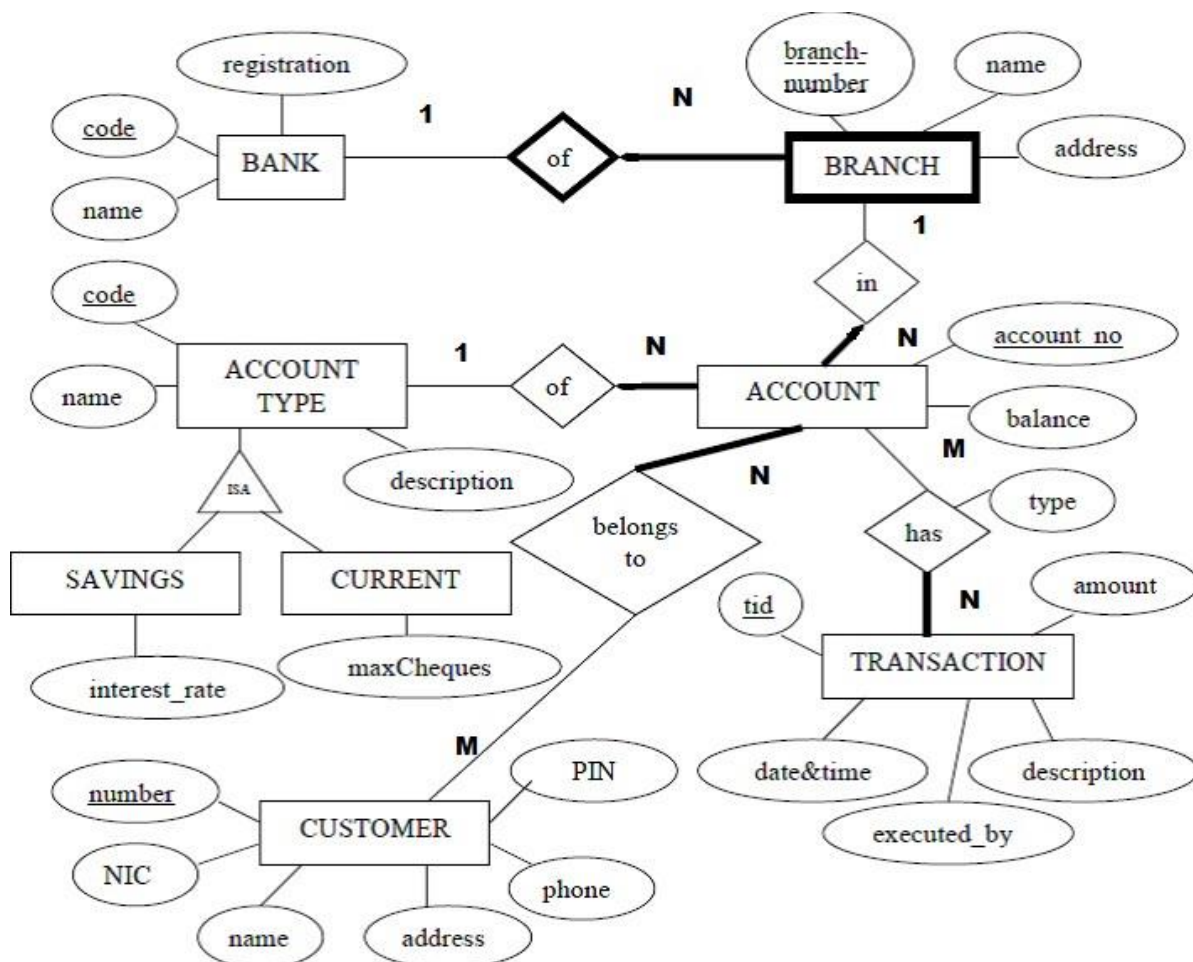 registration
branch-
number
name
code
1
N
of
BANK
BRANCH
address
name
1
in
code
N
account_no
1
N
ACCOUNT
TYPE
of
ACCOUNT
name
balance
M
description
N
type
ISA
belongs
to
has
SAVINGS
CURRENT
amount
tid
N
maxCheques
TRANSACTION
interest_rate
M
date&time
description
PIN
number
executed_by
CUSTOMER
NIC
phone
name
address